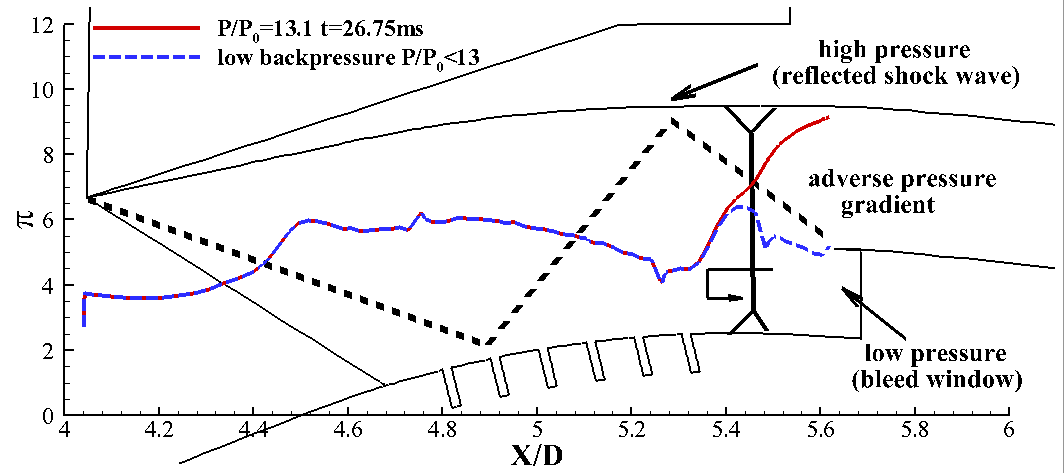 12
10
8
6
4
2
0
π
P/P₀=13.1 t=26.75ms
low backpressure P/P₀<13
high pressure
(reflected shock wave)
adverse pressure
gradient
low pressure
(bleed window)
4 4.2 4.4 4.6 4.8 5 5.2 5.4 5.6 5.8 6
X/D